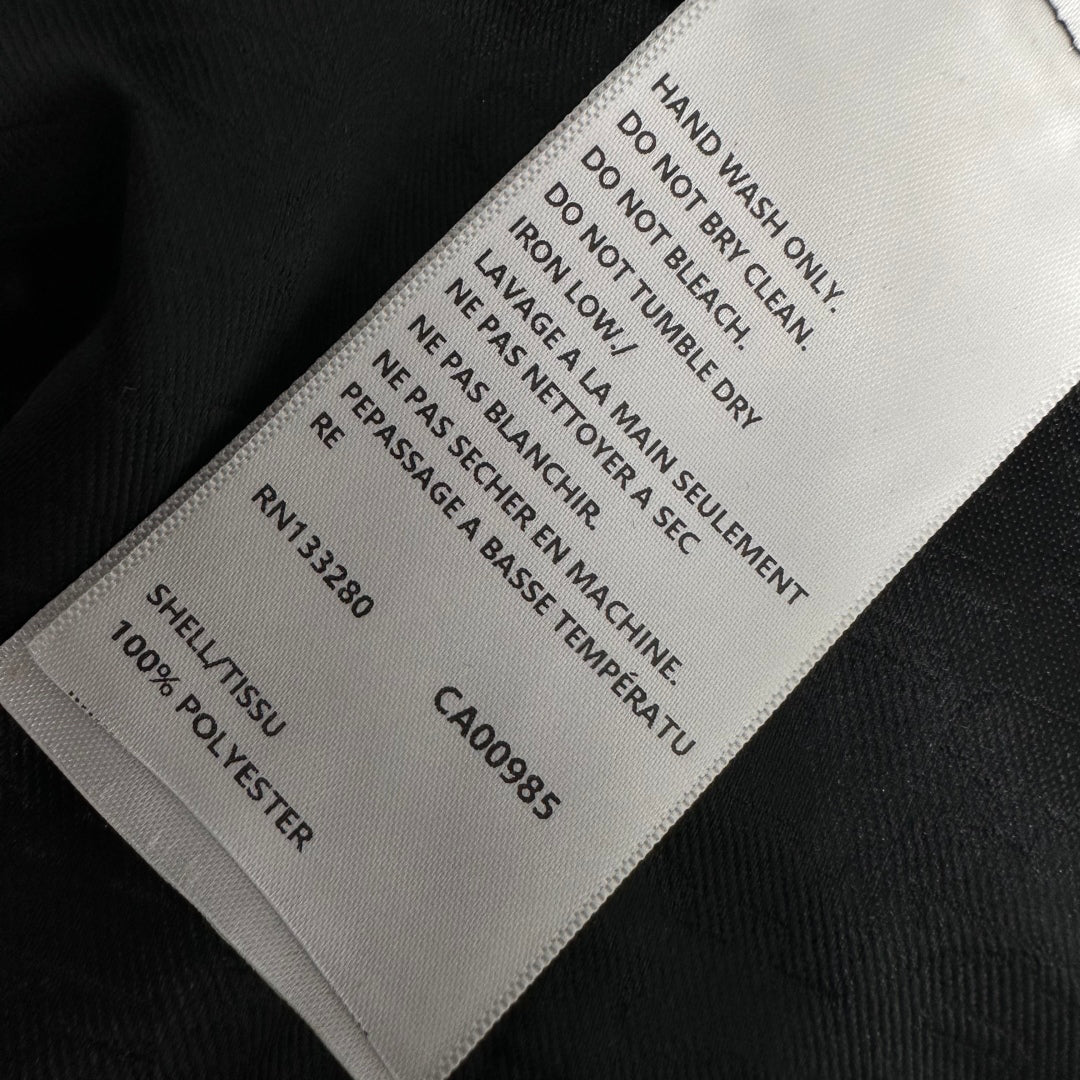 HAND WASH ONLY.
DO NOT BRY CLEAN.
DO NOT BLEACH.
DO NOT TUMBLE DRY
IRON LOW./
LAVAGE A LA MAIN SEULEMENT
NE PAS NETTOYER A SEC
NE PAS BLANCHIR.
NE PAS SECHER EN MACHINE.
PEPASSAGE A BASSE TEMPÉRATU
RE
RN133280
CA00985
SHELL/TISSU
100% POLYESTER